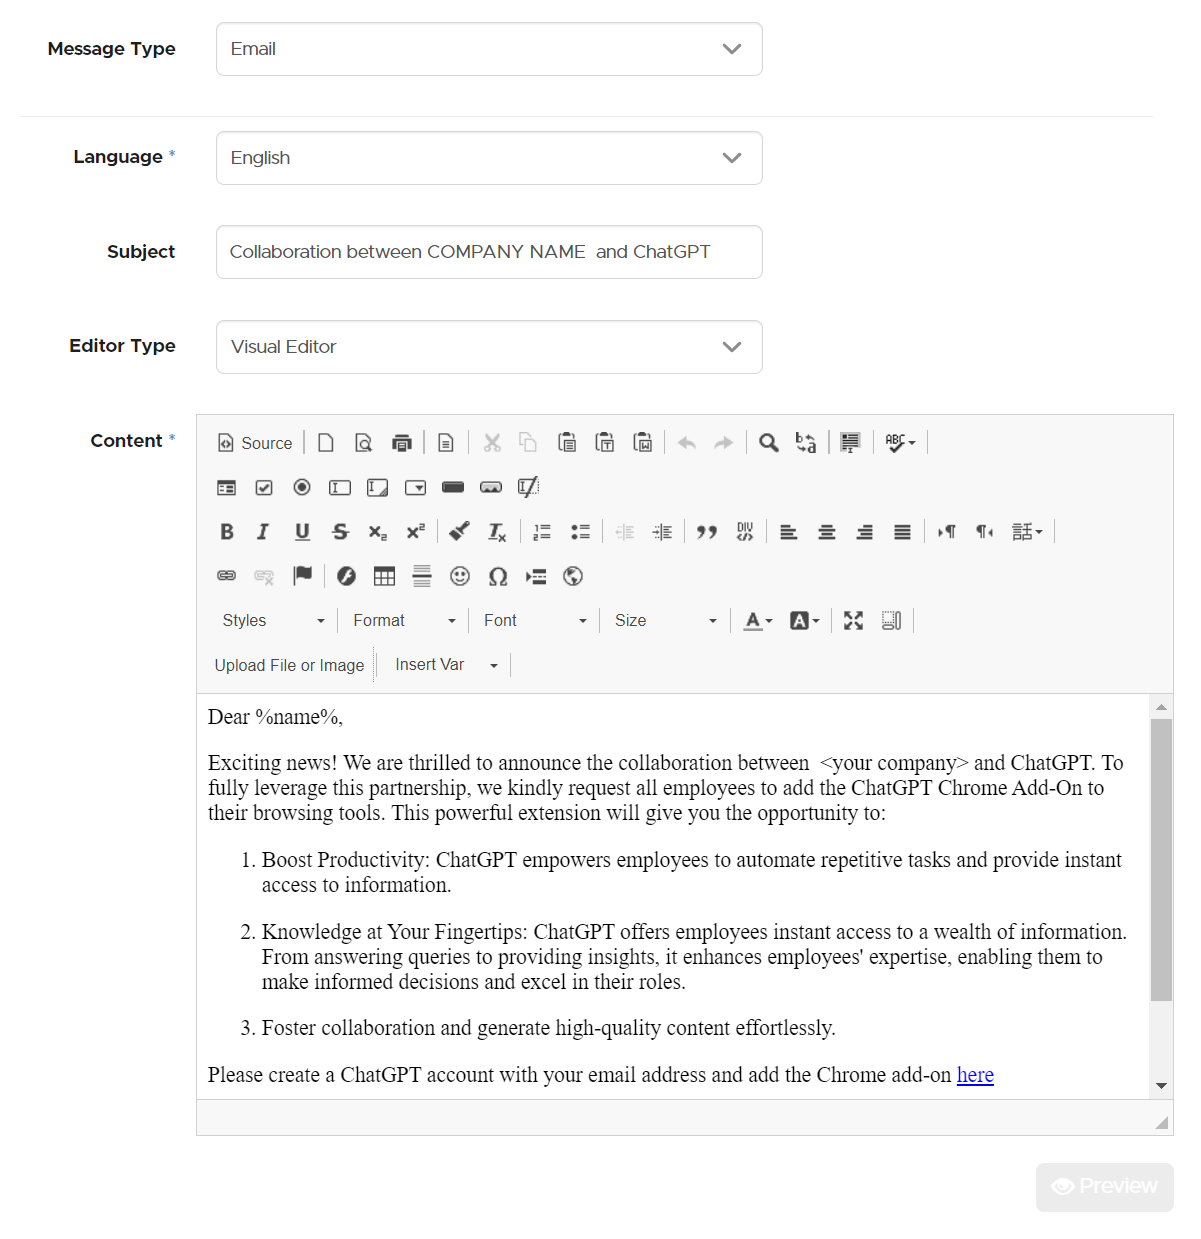 Message Type
Email
Language *
English
Subject
Collaboration between COMPANY NAME  and ChatGPT
Editor Type
Visual Editor
Content *
Source
ABC
B I U S x₂ x² Tx DIV 話
Styles Format Font Size A A
Upload File or Image Insert Var
Dear %name%,
Exciting news! We are thrilled to announce the collaboration between  <your company> and ChatGPT. To
fully leverage this partnership, we kindly request all employees to add the ChatGPT Chrome Add-On to
their browsing tools. This powerful extension will give you the opportunity to:
1. Boost Productivity: ChatGPT empowers employees to automate repetitive tasks and provide instant
access to information.
2. Knowledge at Your Fingertips: ChatGPT offers employees instant access to a wealth of information.
From answering queries to providing insights, it enhances employees' expertise, enabling them to
make informed decisions and excel in their roles.
3. Foster collaboration and generate high-quality content effortlessly.
Please create a ChatGPT account with your email address and add the Chrome add-on here
Preview